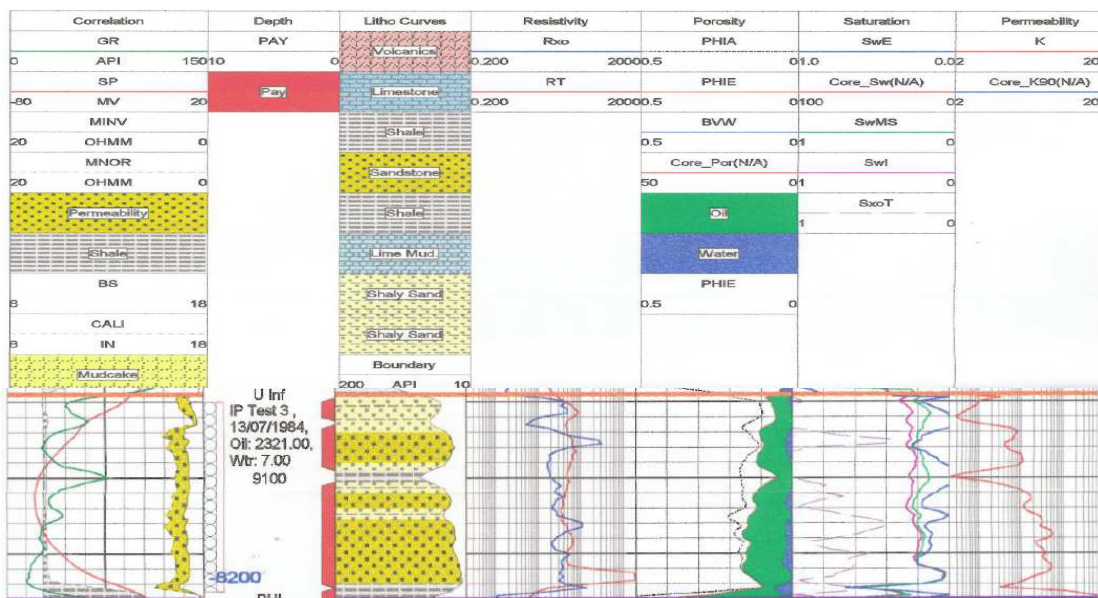 Correlation Depth Litho Curves Resistivity Porosity Saturation Permeability
GR PAY Volcanics Rxo PHIA SwE K
0 API 150 10 0 0.200 2000 0.5 0 1.0 0.0 2 20
SP Pay Limestone RT PHIE Core_Sw(N/A) Core_K90(N/A)
-80 MV 20 0.200 2000 0.5 0 100 0 2 20
MINV Shale BVW SwMS
20 OHMM 0 0.5 0 1 0
MNOR Sandstone Core_Por(N/A) SwI
20 OHMM 0 50 0 1 0
Permeability Shale Oil SxoT
1 0
Shale Lime Mud. Water
BS Shaly Sand PHIE
8 18 0.5 0
CALI Shaly Sand
8 IN 18
Mudcake Boundary
200 API 10
U Inf
IP Test 3 ,
13/07/1984,
Oil: 2321.00,
Wtr: 7.00
9100
-8200